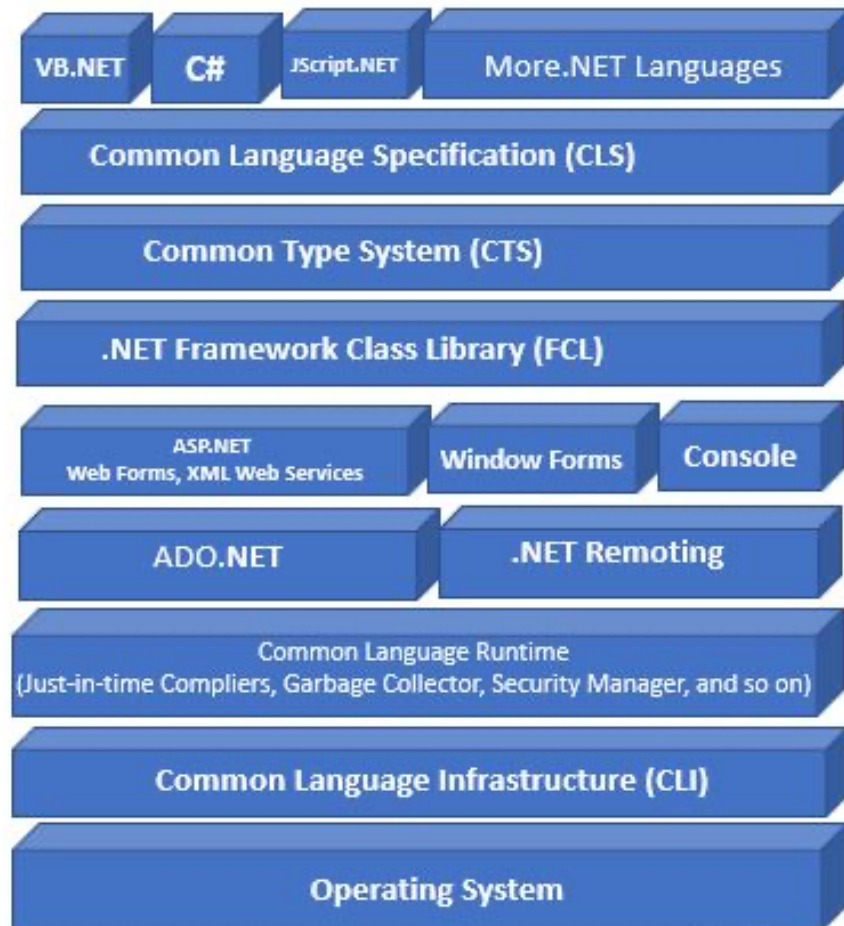 VB.NET
C#
JScript.NET
More.NET Languages
Common Language Specification (CLS)
Common Type System (CTS)
.NET Framework Class Library (FCL)
ASP.NET
Web Forms, XML Web Services
Window Forms
Console
ADO.NET
.NET Remoting
Common Language Runtime
(Just-in-time Compliers, Garbage Collector, Security Manager, and so on)
Common Language Infrastructure (CLI)
Operating System